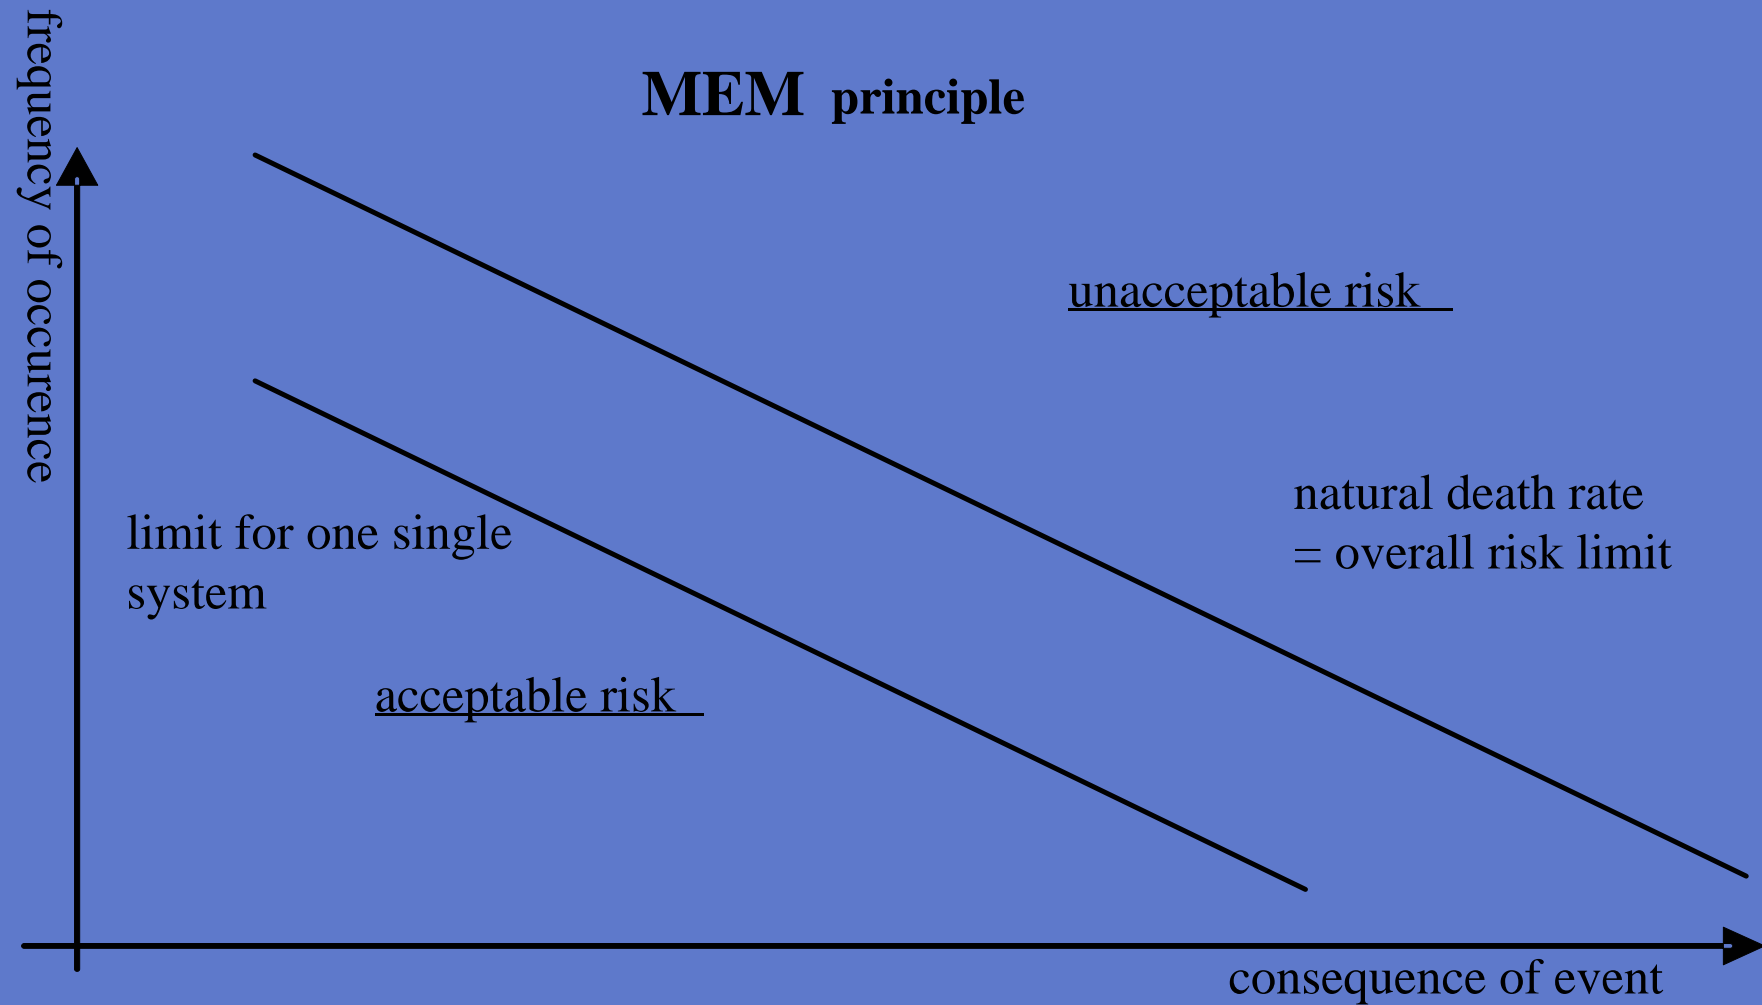 frequency of occurence
MEM principle
unacceptable risk
natural death rate
= overall risk limit
limit for one single
system
acceptable risk
consequence of event